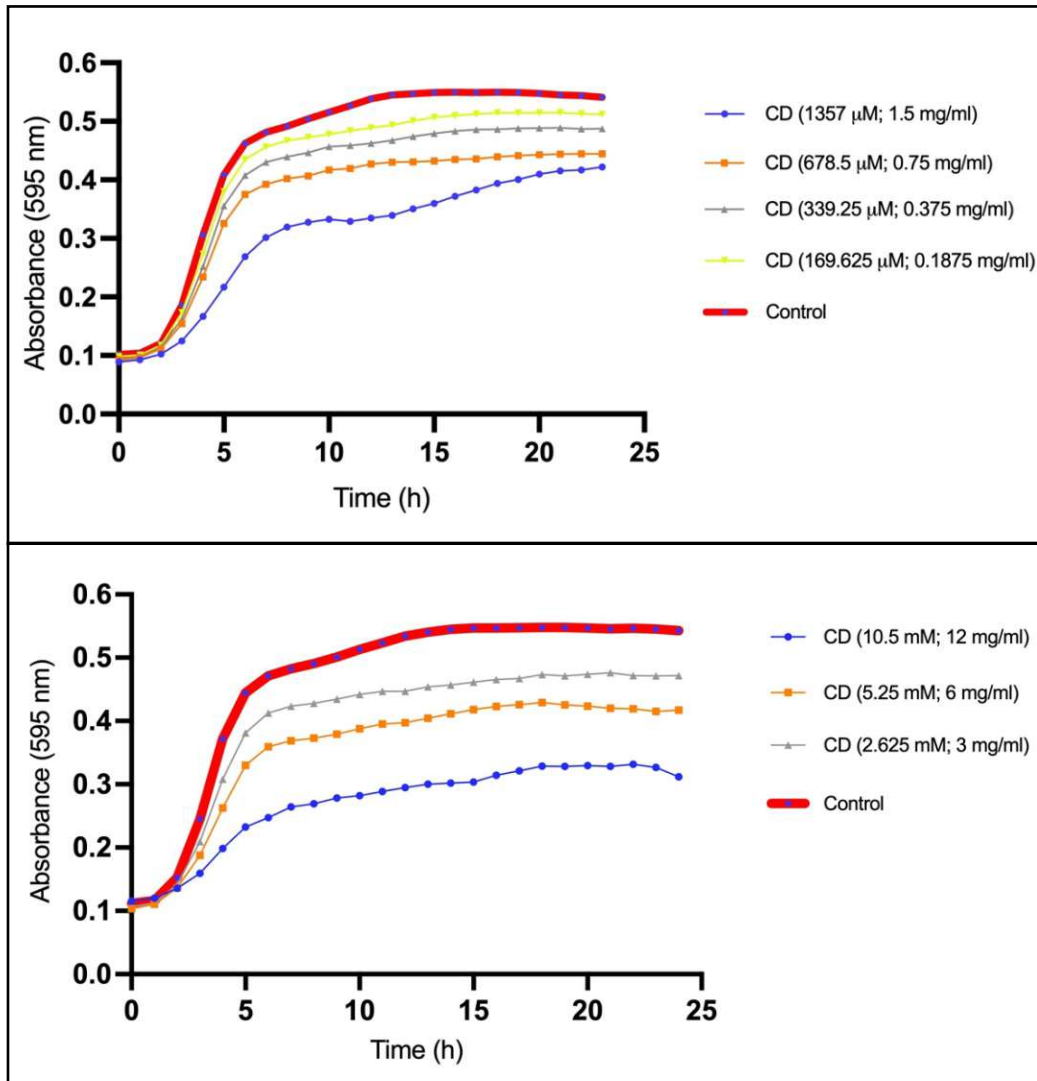 0.6
0.5
0.4
0.3
0.2
0.1
0.0
Absorbance (595 nm)
0 5 10 15 20 25
Time (h)
CD (1357 μM; 1.5 mg/ml)
CD (678.5 μM; 0.75 mg/ml)
CD (339.25 μM; 0.375 mg/ml)
CD (169.625 μM; 0.1875 mg/ml)
Control
0.6
0.5
0.4
0.3
0.2
0.1
0.0
Absorbance (595 nm)
0 5 10 15 20 25
Time (h)
CD (10.5 mM; 12 mg/ml)
CD (5.25 mM; 6 mg/ml)
CD (2.625 mM; 3 mg/ml)
Control